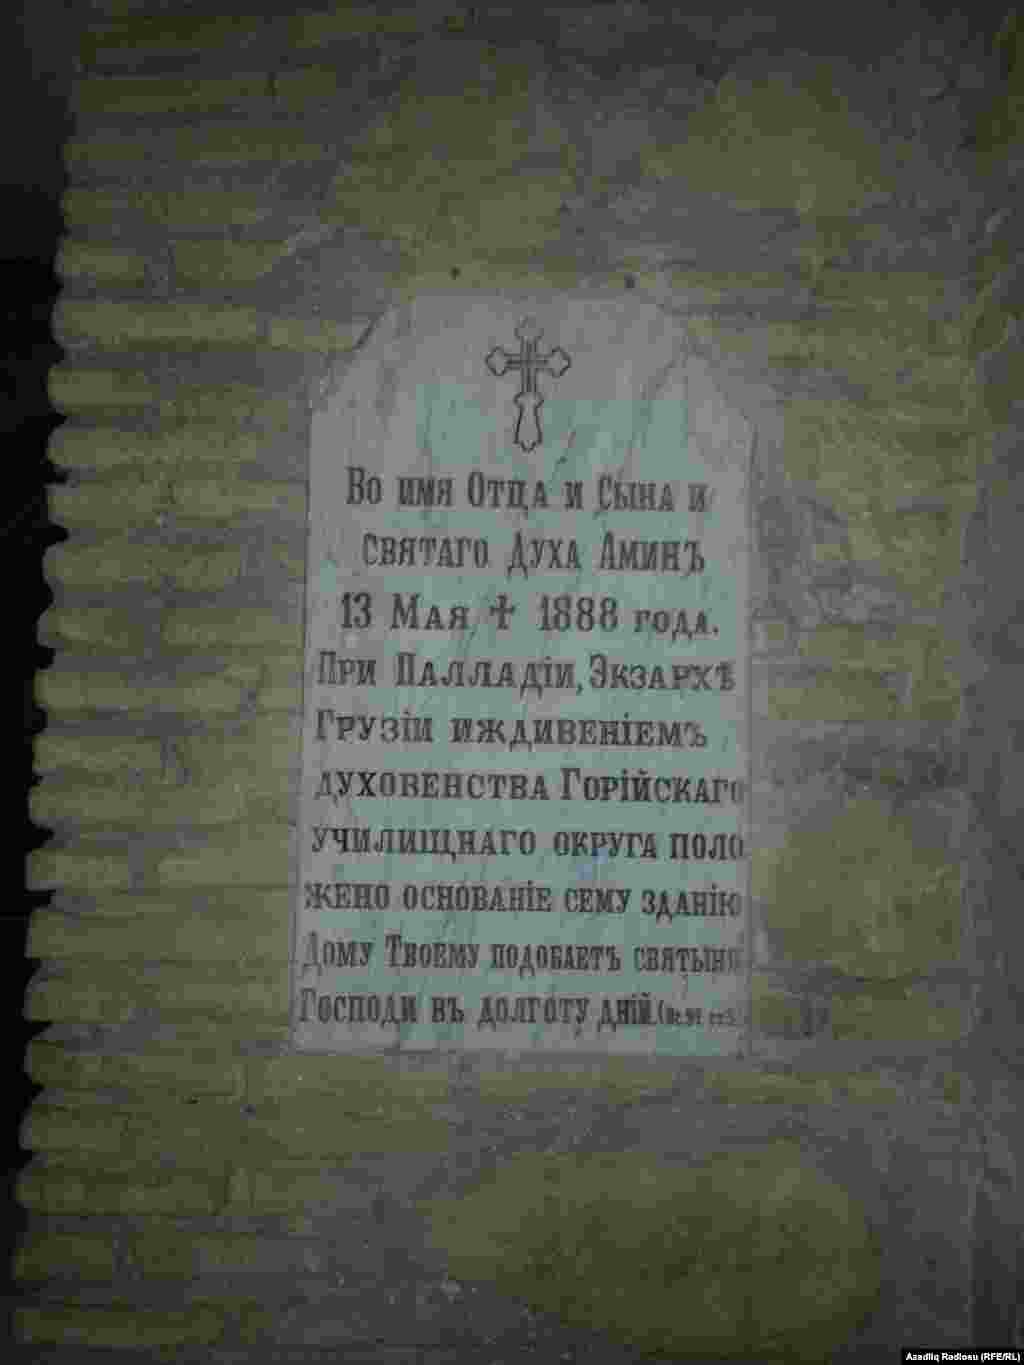 Во имя Отца и Сына и
святаго Духа Аминъ
13 Мая ✝ 1888 года.
При Палладіи, Экзархѣ
Грузіи иждивеніемъ
духовенства Горійскаго
училищнаго округа поло
жено основаніе сему зданію
Дому Твоему подобаетъ святыня
Господи въ долготу дній.
Azadlıq Radiosu (RFE/RL)